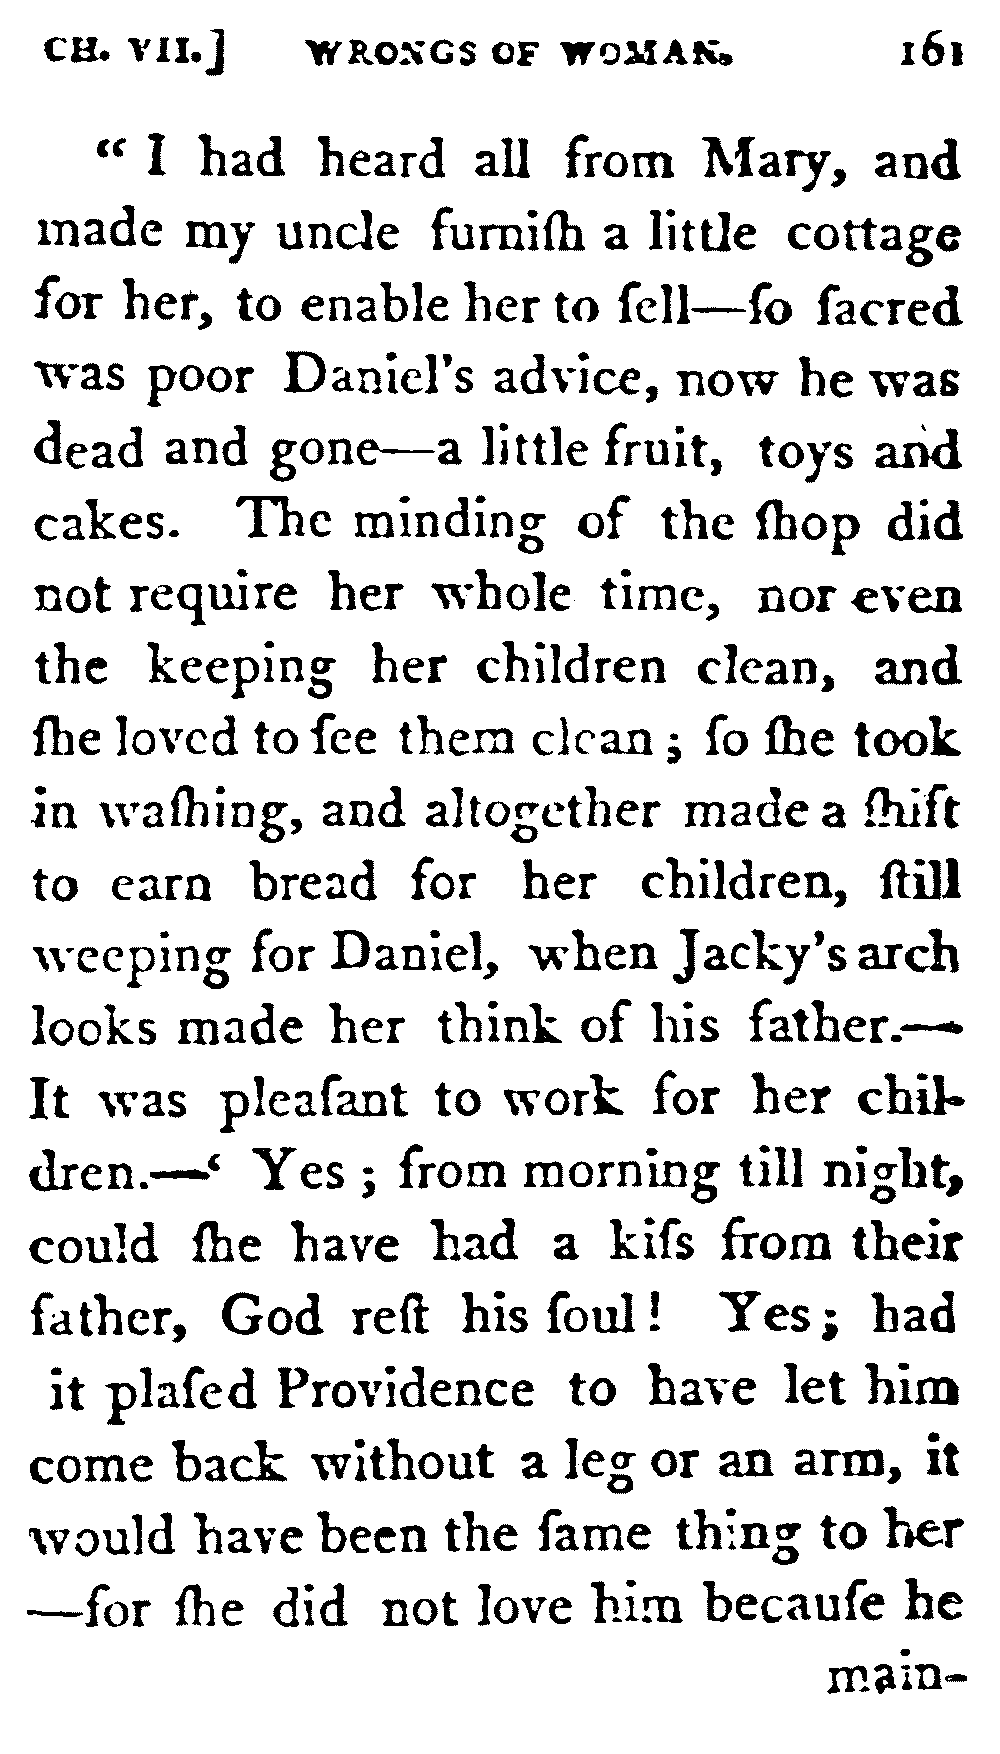 CH. VII.] WRONGS OF WOMAN. 161
“ I had heard all from Mary, and
made my uncle furniſh a little cottage
for her, to enable her to ſell—ſo ſacred
was poor Daniel's advice, now he was
dead and gone—a little fruit, toys and
cakes. The minding of the ſhop did
not require her whole time, nor even
the keeping her children clean, and
ſhe loved to ſee them clean; ſo ſhe took
in waſhing, and altogether made a ſhift
to earn bread for her children, ſtill
weeping for Daniel, when Jacky's arch
looks made her think of his father.—
It was pleaſant to work for her chil-
dren.—‘ Yes; from morning till night,
could ſhe have had a kiſs from their
father, God reſt his ſoul! Yes; had
it plaſed Providence to have let him
come back without a leg or an arm, it
would have been the ſame thing to her
—for ſhe did not love him becauſe he
main-